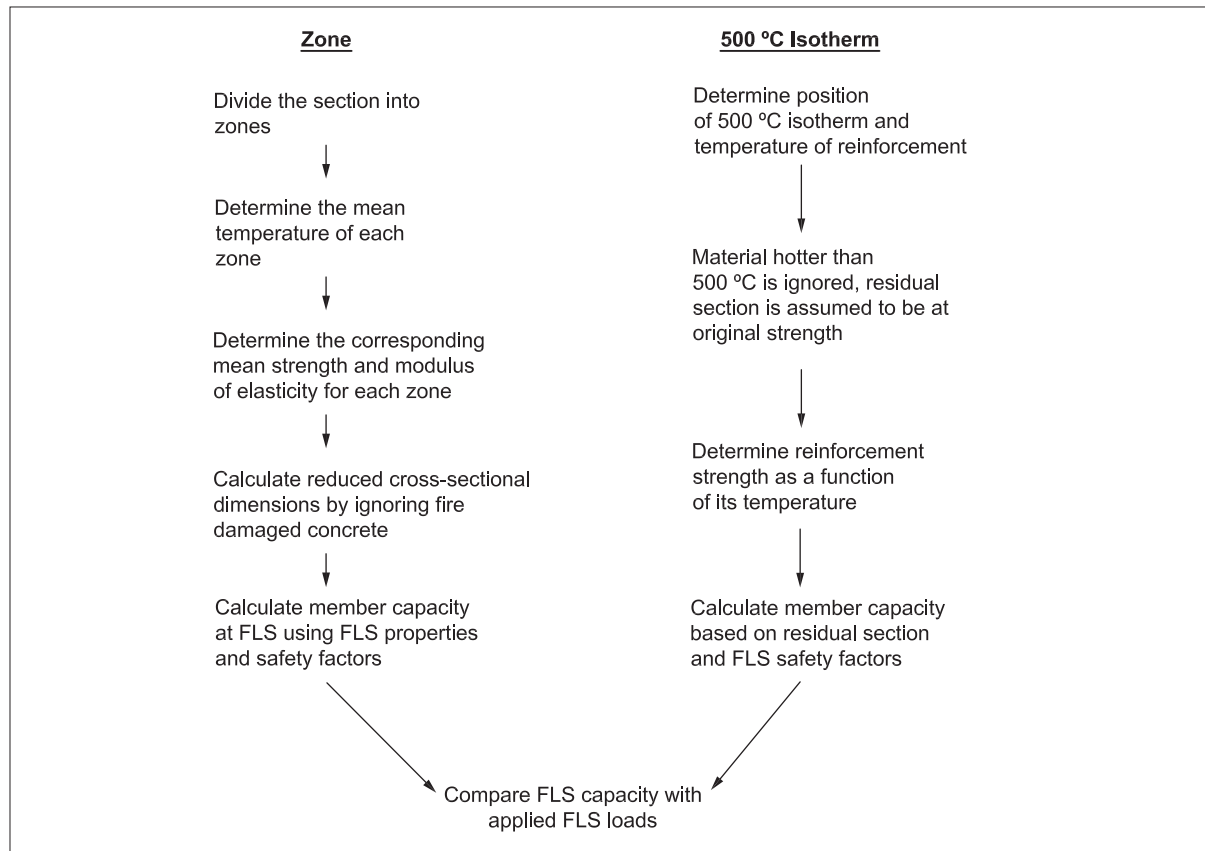 Zone
Divide the section into
zones
Determine the mean
temperature of each
zone
Determine the corresponding
mean strength and modulus
of elasticity for each zone
Calculate reduced cross-sectional
dimensions by ignoring fire
damaged concrete
Calculate member capacity
at FLS using FLS properties
and safety factors
500 ºC Isotherm
Determine position
of 500 ºC isotherm and
temperature of reinforcement
Material hotter than
500 ºC is ignored, residual
section is assumed to be at
original strength
Determine reinforcement
strength as a function
of its temperature
Calculate member capacity
based on residual section
and FLS safety factors
Compare FLS capacity with
applied FLS loads